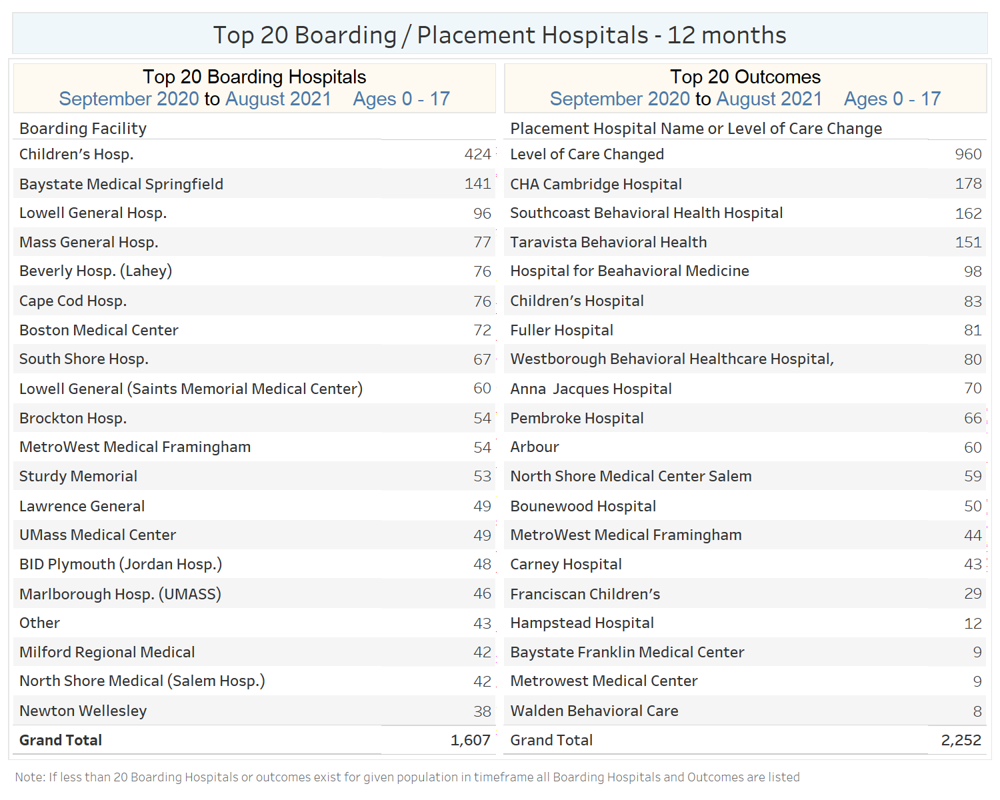 Top 20 Boarding / Placement Hospitals - 12 months
Top 20 Boarding Hospitals
September 2020 to August 2021 Ages 0 - 17
Boarding Facility
Children's Hosp. 424
Baystate Medical Springfield 141
Lowell General Hosp. 96
Mass General Hosp. 77
Beverly Hosp. (Lahey) 76
Cape Cod Hosp. 76
Boston Medical Center 72
South Shore Hosp. 67
Lowell General (Saints Memorial Medical Center) 60
Brockton Hosp. 54
MetroWest Medical Framingham 54
Sturdy Memorial 53
Lawrence General 49
UMass Medical Center 49
BID Plymouth (Jordan Hosp.) 48
Marlborough Hosp. (UMASS) 46
Other 43
Milford Regional Medical 42
North Shore Medical (Salem Hosp.) 42
Newton Wellesley 38
Grand Total 1,607
Top 20 Outcomes
September 2020 to August 2021 Ages 0 - 17
Placement Hospital Name or Level of Care Change
Level of Care Changed 960
CHA Cambridge Hospital 178
Southcoast Behavioral Health Hospital 162
Taravista Behavioral Health 151
Hospital for Beahavioral Medicine 98
Children's Hospital 83
Fuller Hospital 81
Westborough Behavioral Healthcare Hospital, 80
Anna Jacques Hospital 70
Pembroke Hospital 66
Arbour 60
North Shore Medical Center Salem 59
Bounewood Hospital 50
MetroWest Medical Framingham 44
Carney Hospital 43
Franciscan Children's 29
Hampstead Hospital 12
Baystate Franklin Medical Center 9
Metrowest Medical Center 9
Walden Behavioral Care 8
Grand Total 2,252
Note: If less than 20 Boarding Hospitals or outcomes exist for given population in timeframe all Boarding Hospitals and Outcomes are listed